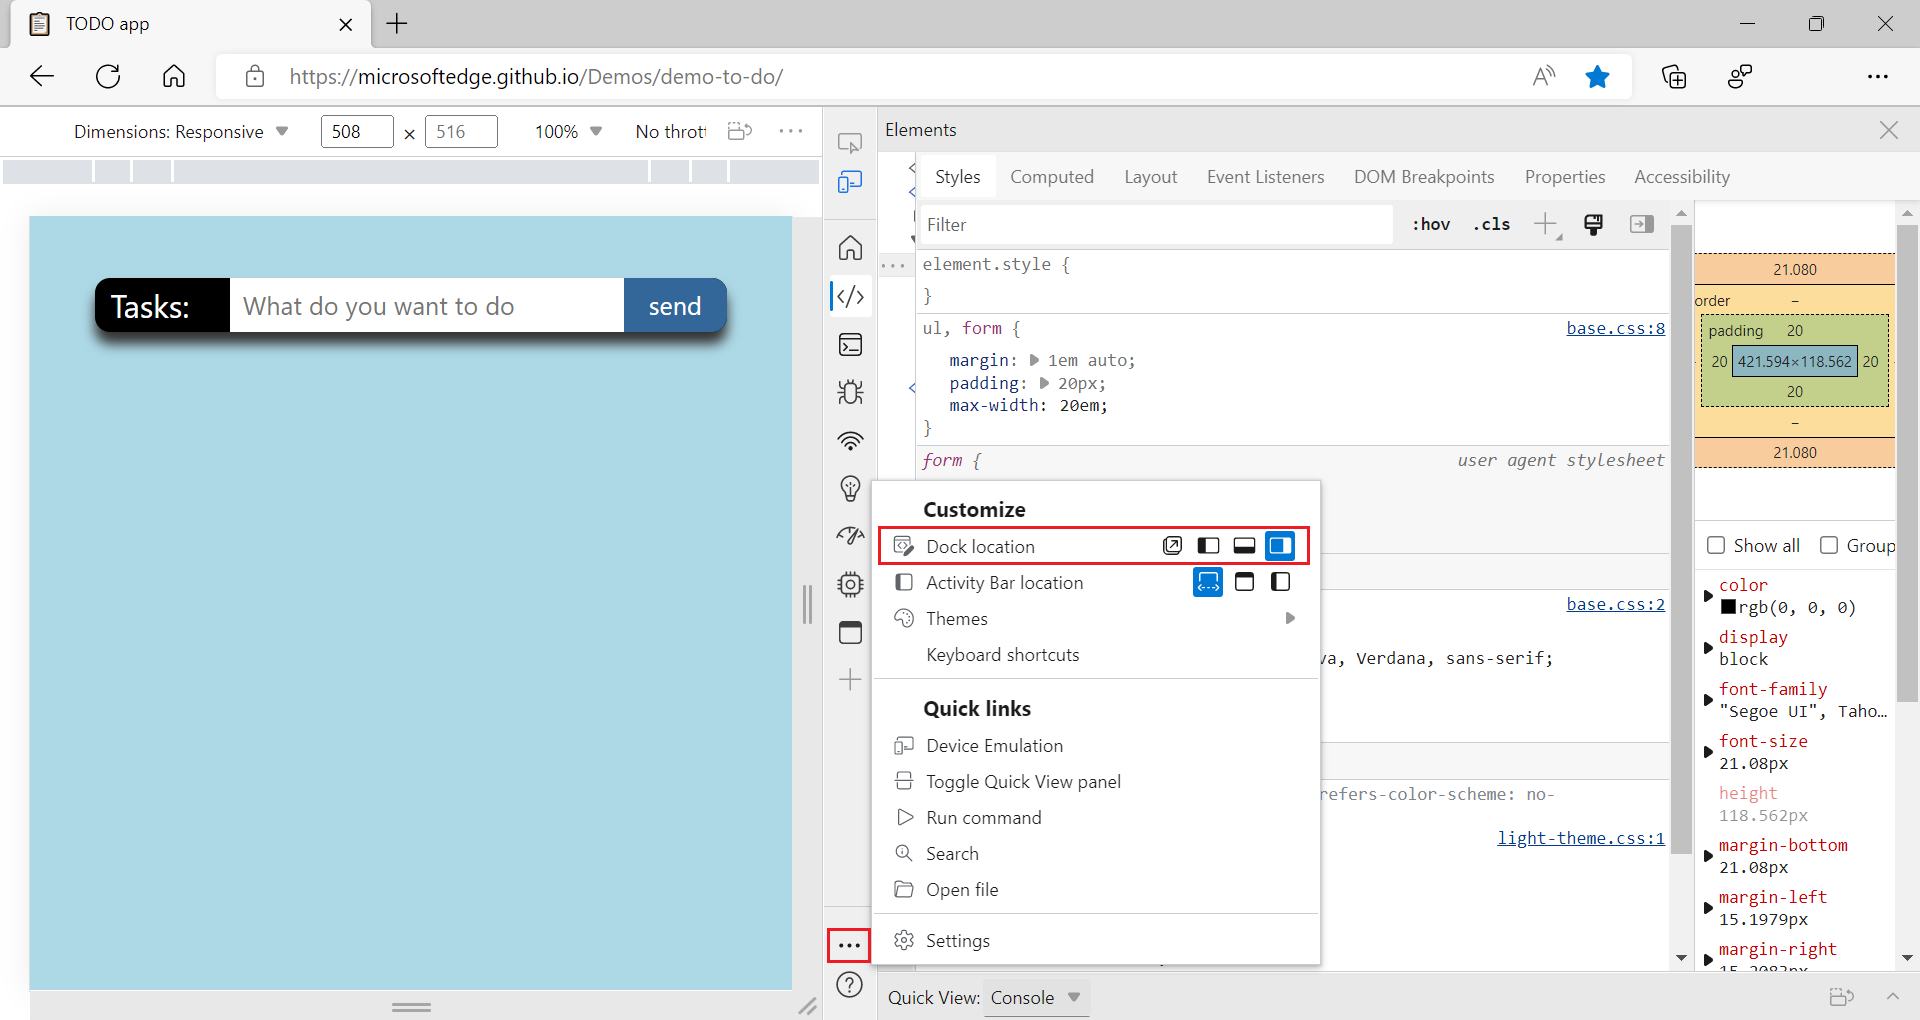 TODO app
https://microsoftedge.github.io/Demos/demo-to-do/
Dimensions: Responsive 508 × 516 100% No thrott
Tasks: What do you want to do send
Elements
Styles Computed Layout Event Listeners DOM Breakpoints Properties Accessibility
Filter :hov .cls
element.style {
}
ul, form { base.css:8
margin: 1em auto;
padding: 20px;
max-width: 20em;
}
form { user agent stylesheet
base.css:2
va, Verdana, sans-serif;
refers-color-scheme: no-
light-theme.css:1
Customize
Dock location
Activity Bar location
Themes
Keyboard shortcuts
Quick links
Device Emulation
Toggle Quick View panel
Run command
Search
Open file
Settings
21.080
order –
padding 20
20 421.594×118.562 20
20
–
21.080
Show all Group
color
rgb(0, 0, 0)
display
block
font-family
"Segoe UI", Taho…
font-size
21.08px
height
118.562px
margin-bottom
21.08px
margin-left
15.1979px
margin-right
Quick View: Console